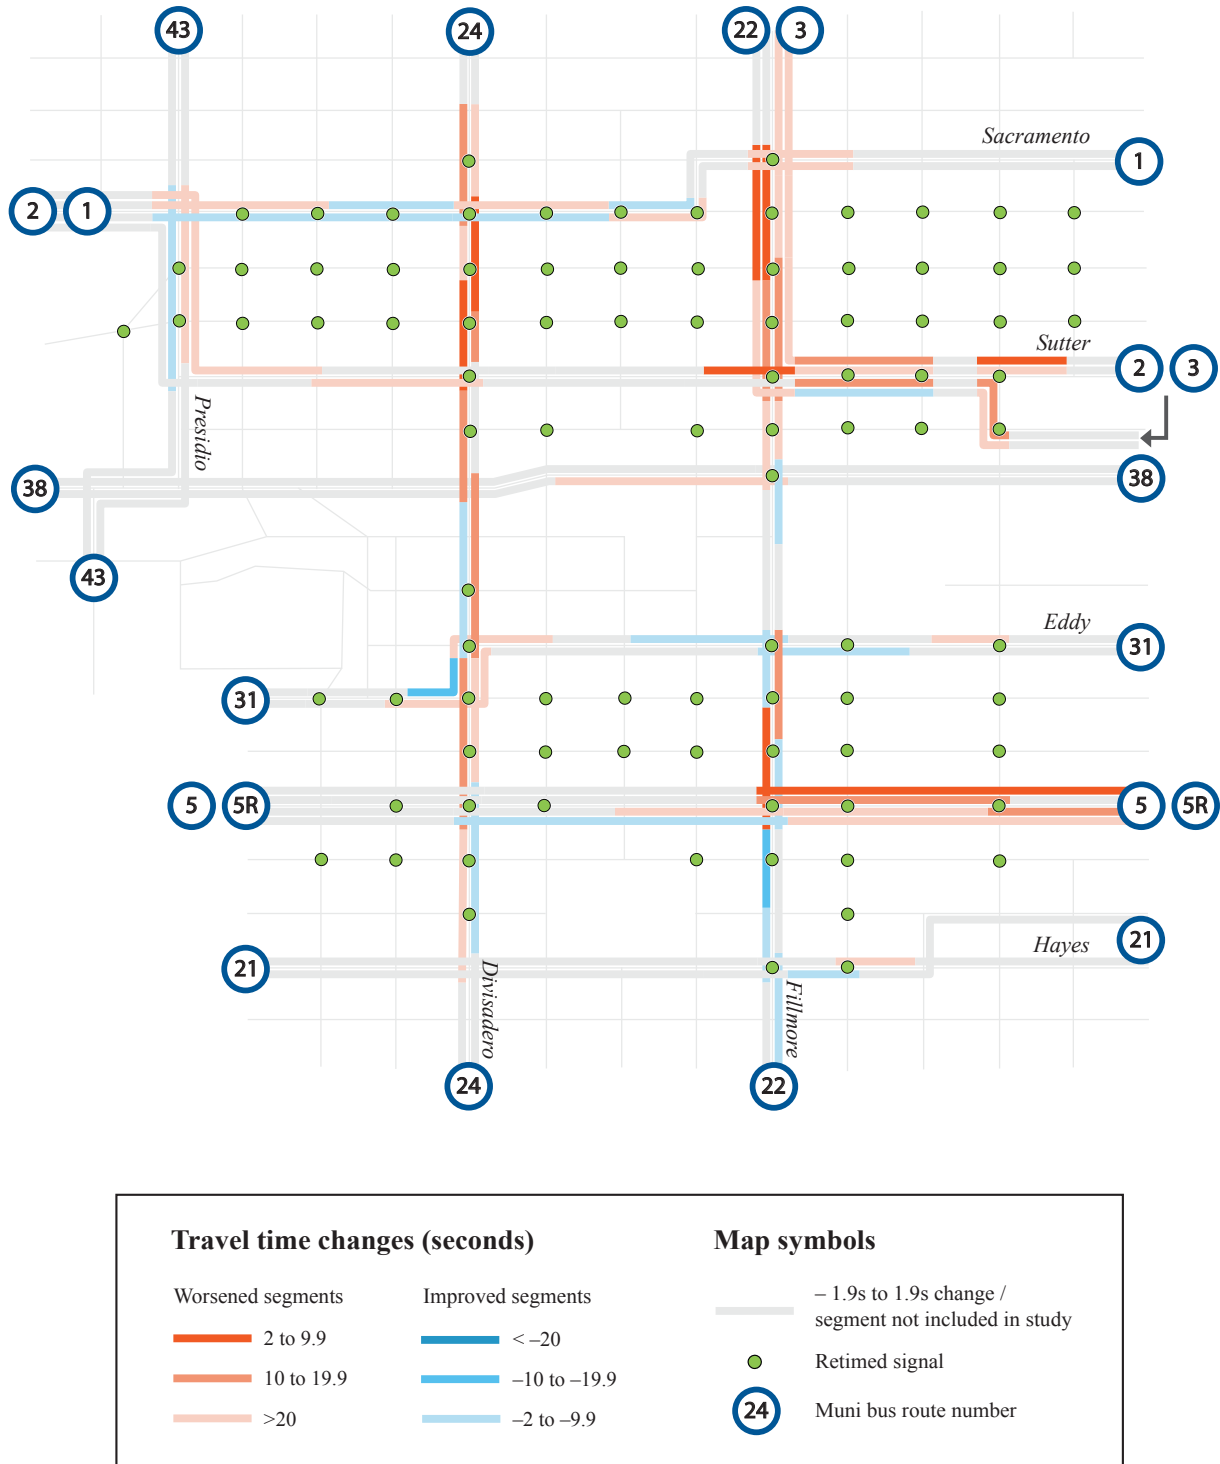 43
24
22
3
Sacramento
1
2
1
Sutter
2
3
Presidio
38
38
43
Eddy
31
31
5
5R
5
5R
21
Hayes
21
Divisadero
Fillmore
24
22
Travel time changes (seconds)
Worsened segments
2 to 9.9
10 to 19.9
>20
Improved segments
< –20
–10 to –19.9
–2 to –9.9
Map symbols
– 1.9s to 1.9s change /
segment not included in study
Retimed signal
24
Muni bus route number